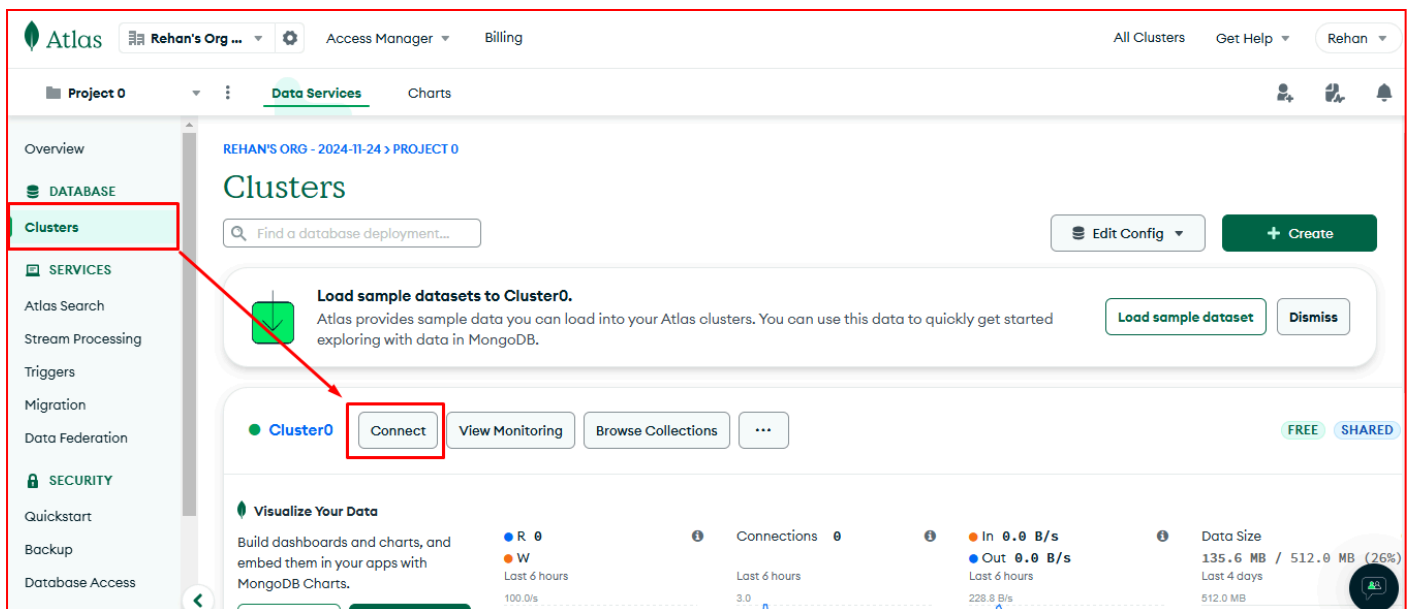 Atlas
Rehan's Org ...
Access Manager
Billing
All Clusters
Get Help
Rehan
Project 0
Data Services
Charts
Overview
DATABASE
Clusters
SERVICES
Atlas Search
Stream Processing
Triggers
Migration
Data Federation
SECURITY
Quickstart
Backup
Database Access
REHAN'S ORG - 2024-11-24 > PROJECT 0
Clusters
Find a database deployment...
Edit Config
+ Create
Load sample datasets to Cluster0.
Atlas provides sample data you can load into your Atlas clusters. You can use this data to quickly get started
exploring with data in MongoDB.
Load sample dataset
Dismiss
Cluster0
Connect
View Monitoring
Browse Collections
...
FREE
SHARED
Visualize Your Data
Build dashboards and charts, and
embed them in your apps with
MongoDB Charts.
R 0
W
Last 6 hours
100.0/s
Connections 0
Last 6 hours
3.0
In 0.0 B/s
Out 0.0 B/s
Last 6 hours
228.8 B/s
Data Size
135.6 MB / 512.0 MB (26%)
Last 4 days
512.0 MB